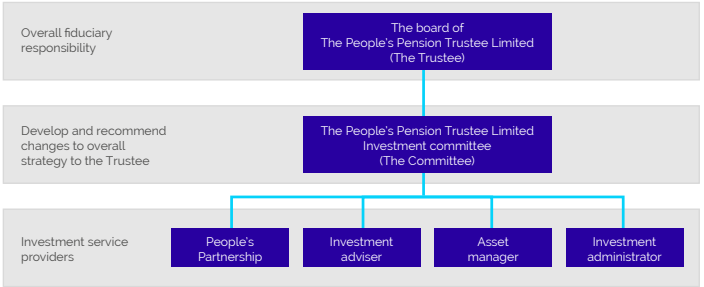 Overall fiduciary
responsibility
The board of
The People's Pension Trustee Limited
(The Trustee)
Develop and recommend
changes to overall
strategy to the Trustee
The People's Pension Trustee Limited
Investment committee
(The Committee)
Investment service
providers
People's
Partnership
Investment
adviser
Asset
manager
Investment
administrator